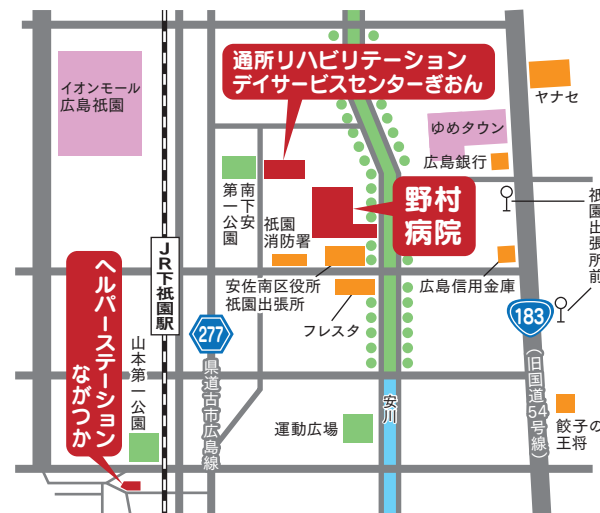 通所リハビリテーション
デイサービスセンターぎおん
イオンモール
広島祇園
ヤナセ
ゆめタウン
広島銀行
南下安
第一公園
野村
病院
祇園
消防署
祇園出張所前
安佐南区役所
祇園出張所
広島信用金庫
フレスタ
JR下祇園駅
ヘルパーステーション
ながつか
277
183
県道古市広島線
(旧国道54号線)
山本第一公園
安川
運動広場
餃子の
王将